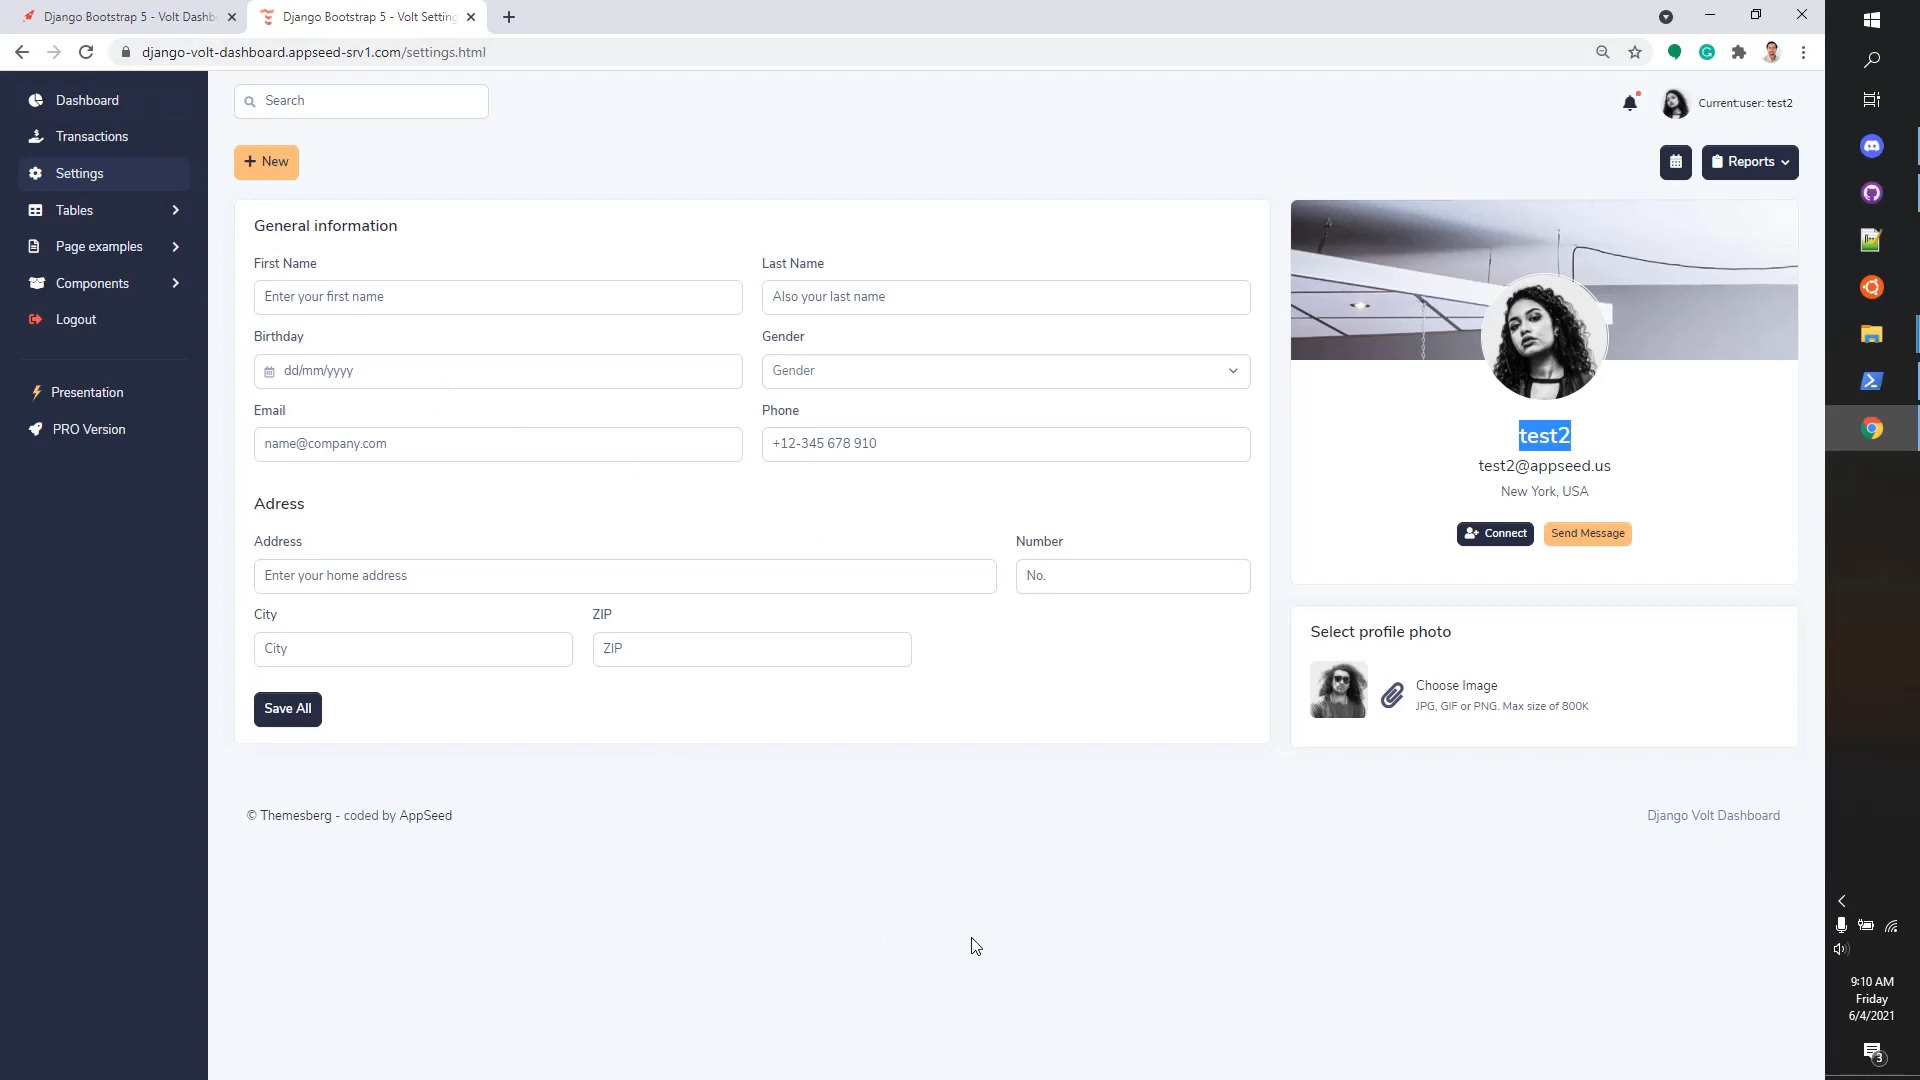 Django Bootstrap 5 - Volt Dashb
Django Bootstrap 5 - Volt Setting
django-volt-dashboard.appseed-srv1.com/settings.html
Dashboard
Transactions
Settings
Tables
Page examples
Components
Logout
Presentation
PRO Version
Search
Current:user: test2
New
Reports
General information
First Name
Last Name
Enter your first name
Also your last name
Birthday
Gender
dd/mm/yyyy
Gender
Email
Phone
name@company.com
+12-345 678 910
Adress
Address
Number
Enter your home address
No.
City
ZIP
City
ZIP
Save All
test2
test2@appseed.us
New York, USA
Connect
Send Message
Select profile photo
Choose Image
JPG, GIF or PNG. Max size of 800K
© Themesberg - coded by AppSeed
Django Volt Dashboard
9:10 AM
Friday
6/4/2021
3